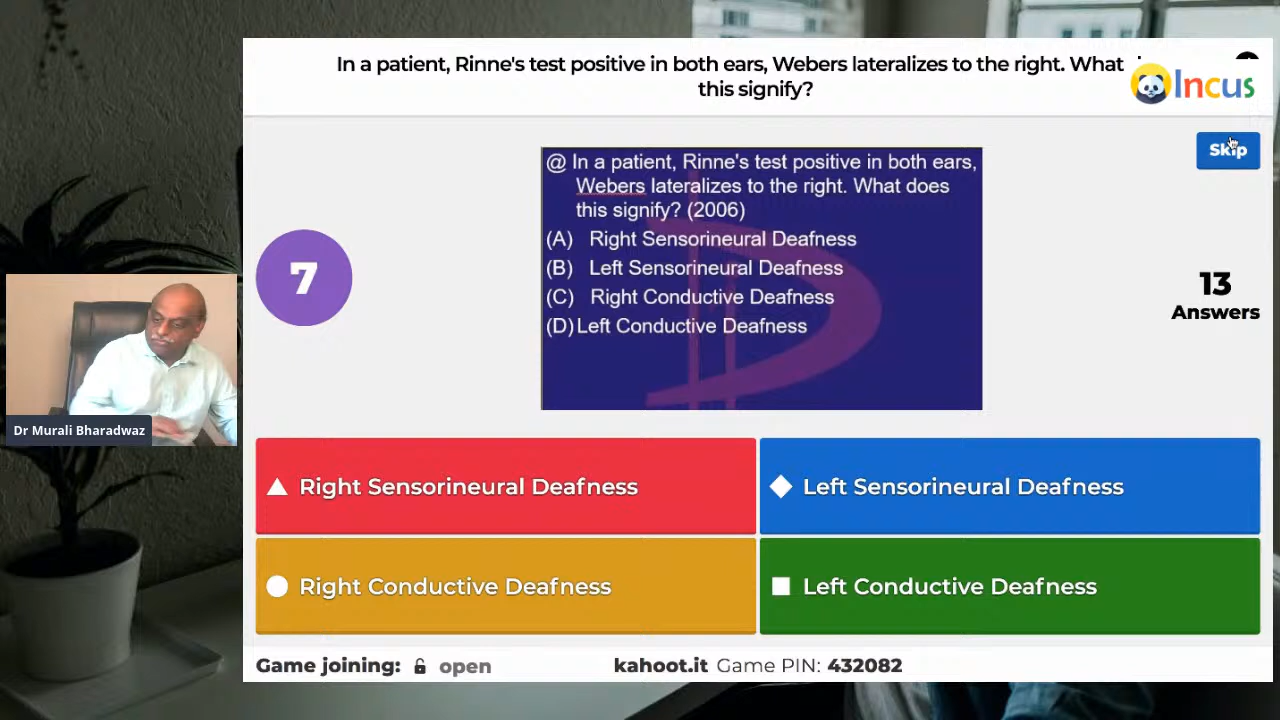 In a patient, Rinne's test positive in both ears, Webers lateralizes to the right. What
this signify?
Incus
Skip
@ In a patient, Rinne's test positive in both ears,
Webers lateralizes to the right. What does
this signify? (2006)
(A) Right Sensorineural Deafness
(B) Left Sensorineural Deafness
(C) Right Conductive Deafness
(D) Left Conductive Deafness
7
13
Answers
Dr Murali Bharadwaz
Right Sensorineural Deafness
Left Sensorineural Deafness
Right Conductive Deafness
Left Conductive Deafness
Game joining: open
kahoot.it Game PIN: 432082